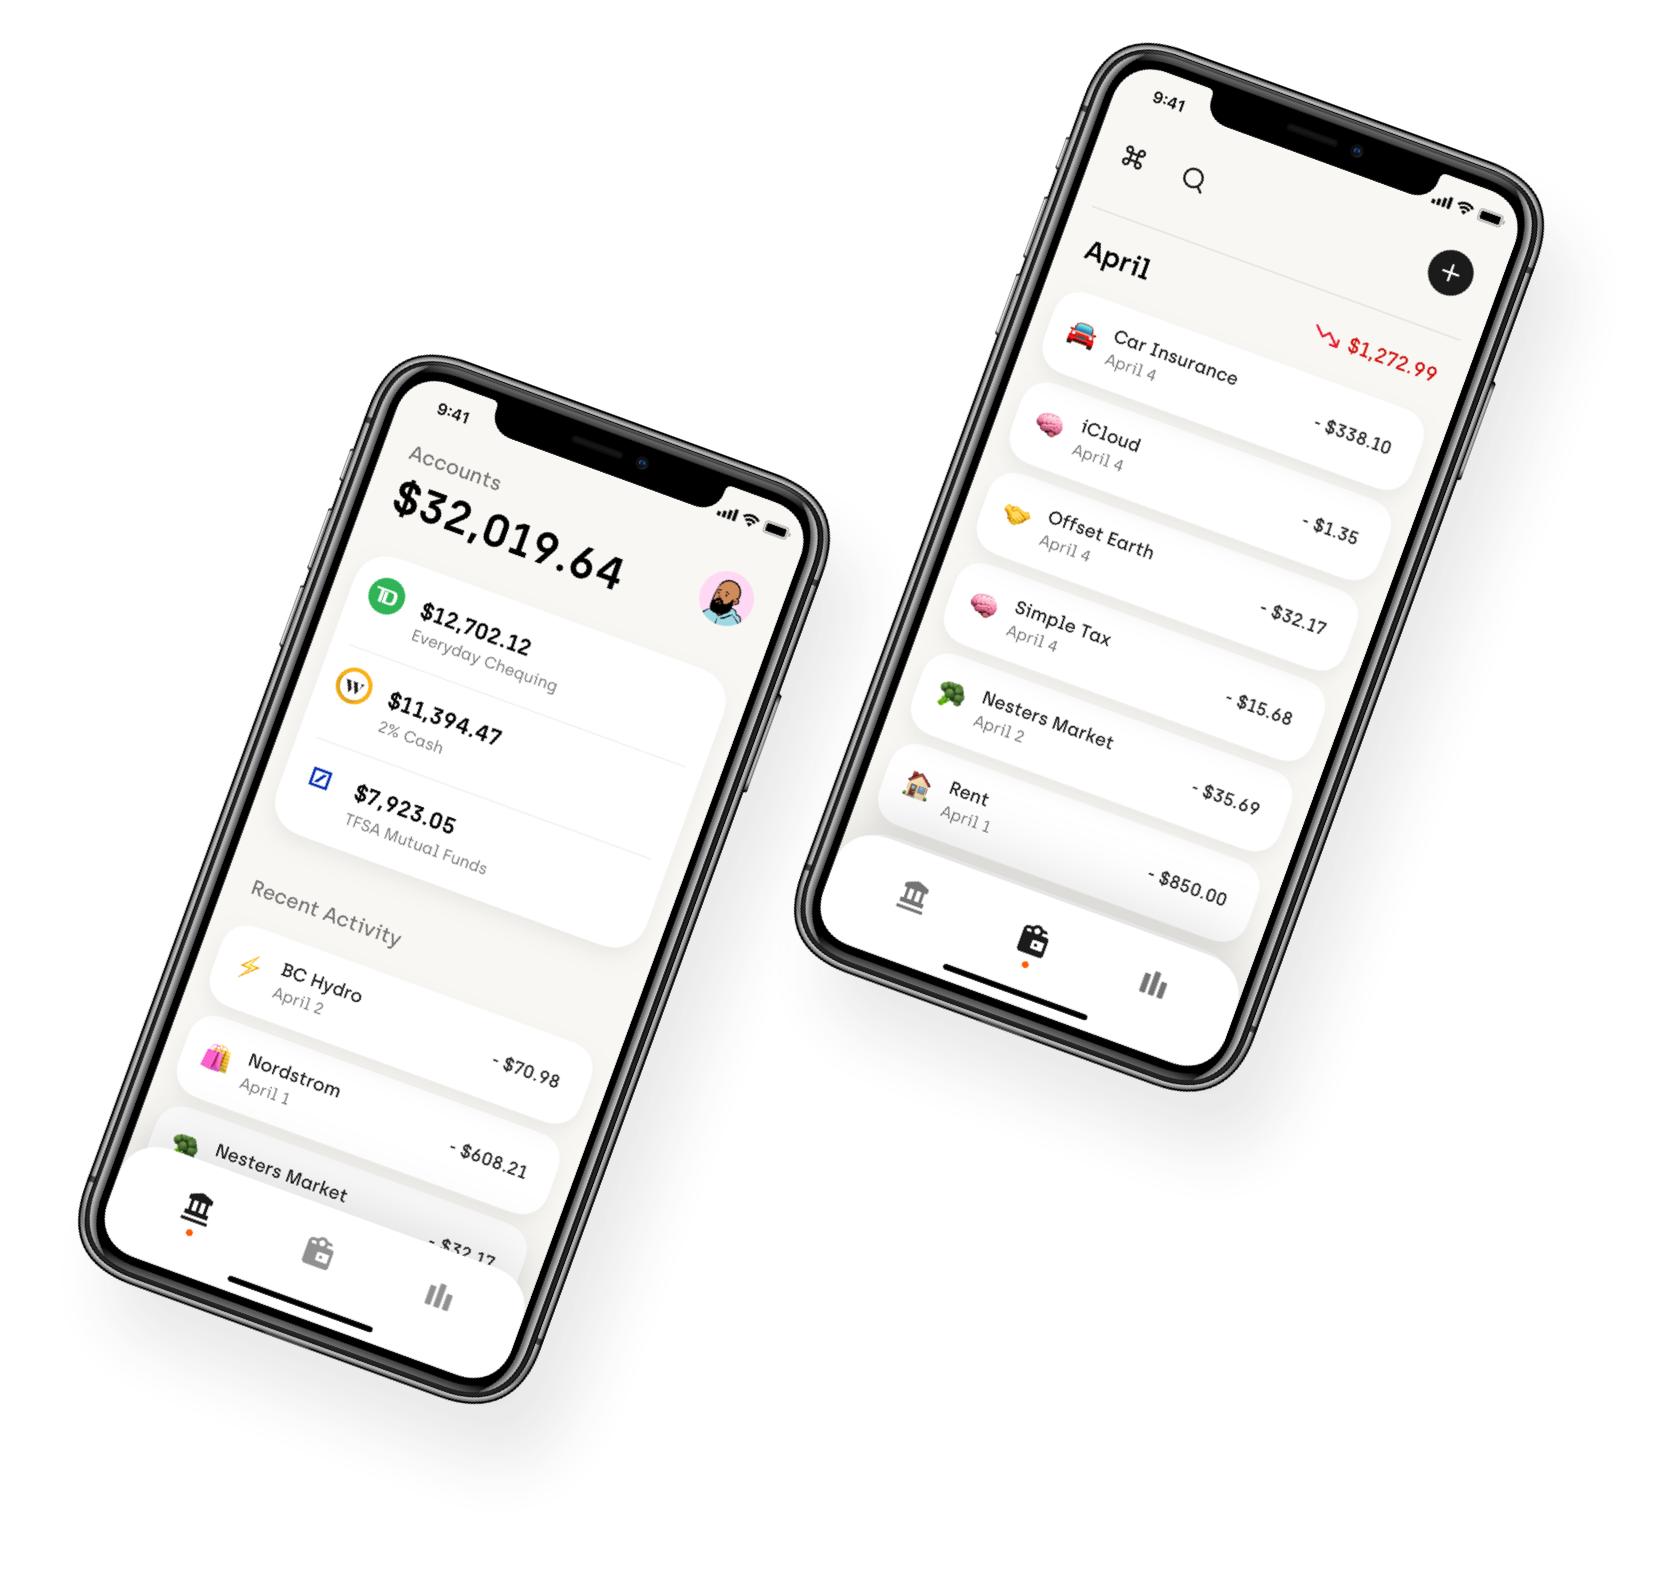 9:41
Accounts
$32,019.64
$12,702.12
Everyday Chequing
W
$11,394.47
2% Cash
$7,923.05
TFSA Mutual Funds
Recent Activity
BC Hydro
April 2
- $70.98
Nordstrom
April 1
- $608.21
Nesters Market
- $32.17
9:41
April
$1,272.99
Car Insurance
April 4
- $338.10
iCloud
April 4
- $1.35
Offset Earth
April 4
- $32.17
Simple Tax
April 4
- $15.68
Nesters Market
April 2
- $35.69
Rent
April 1
- $850.00